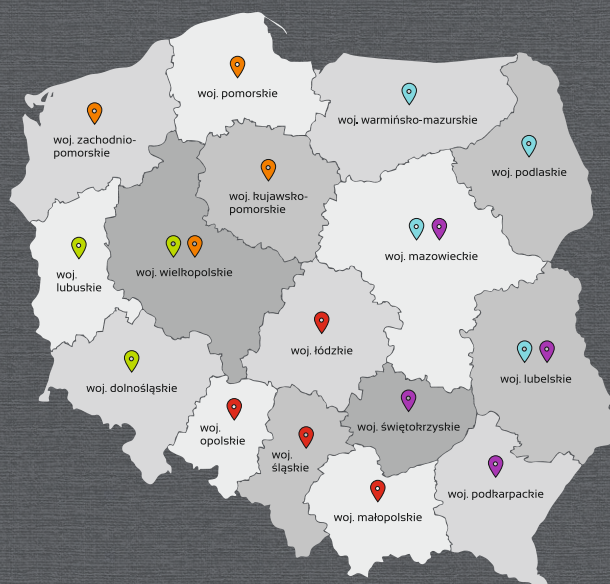 woj. pomorskie
woj. warmińsko-mazurskie
woj. zachodnio-
pomorskie
woj. podlaskie
woj. kujawsko-
pomorskie
woj. mazowieckie
woj. wielkopolskie
woj.
lubuskie
woj. łódzkie
woj. lubelskie
woj. dolnośląskie
woj. świętokrzyskie
woj.
opolskie
woj.
śląskie
woj. podkarpackie
woj. małopolskie